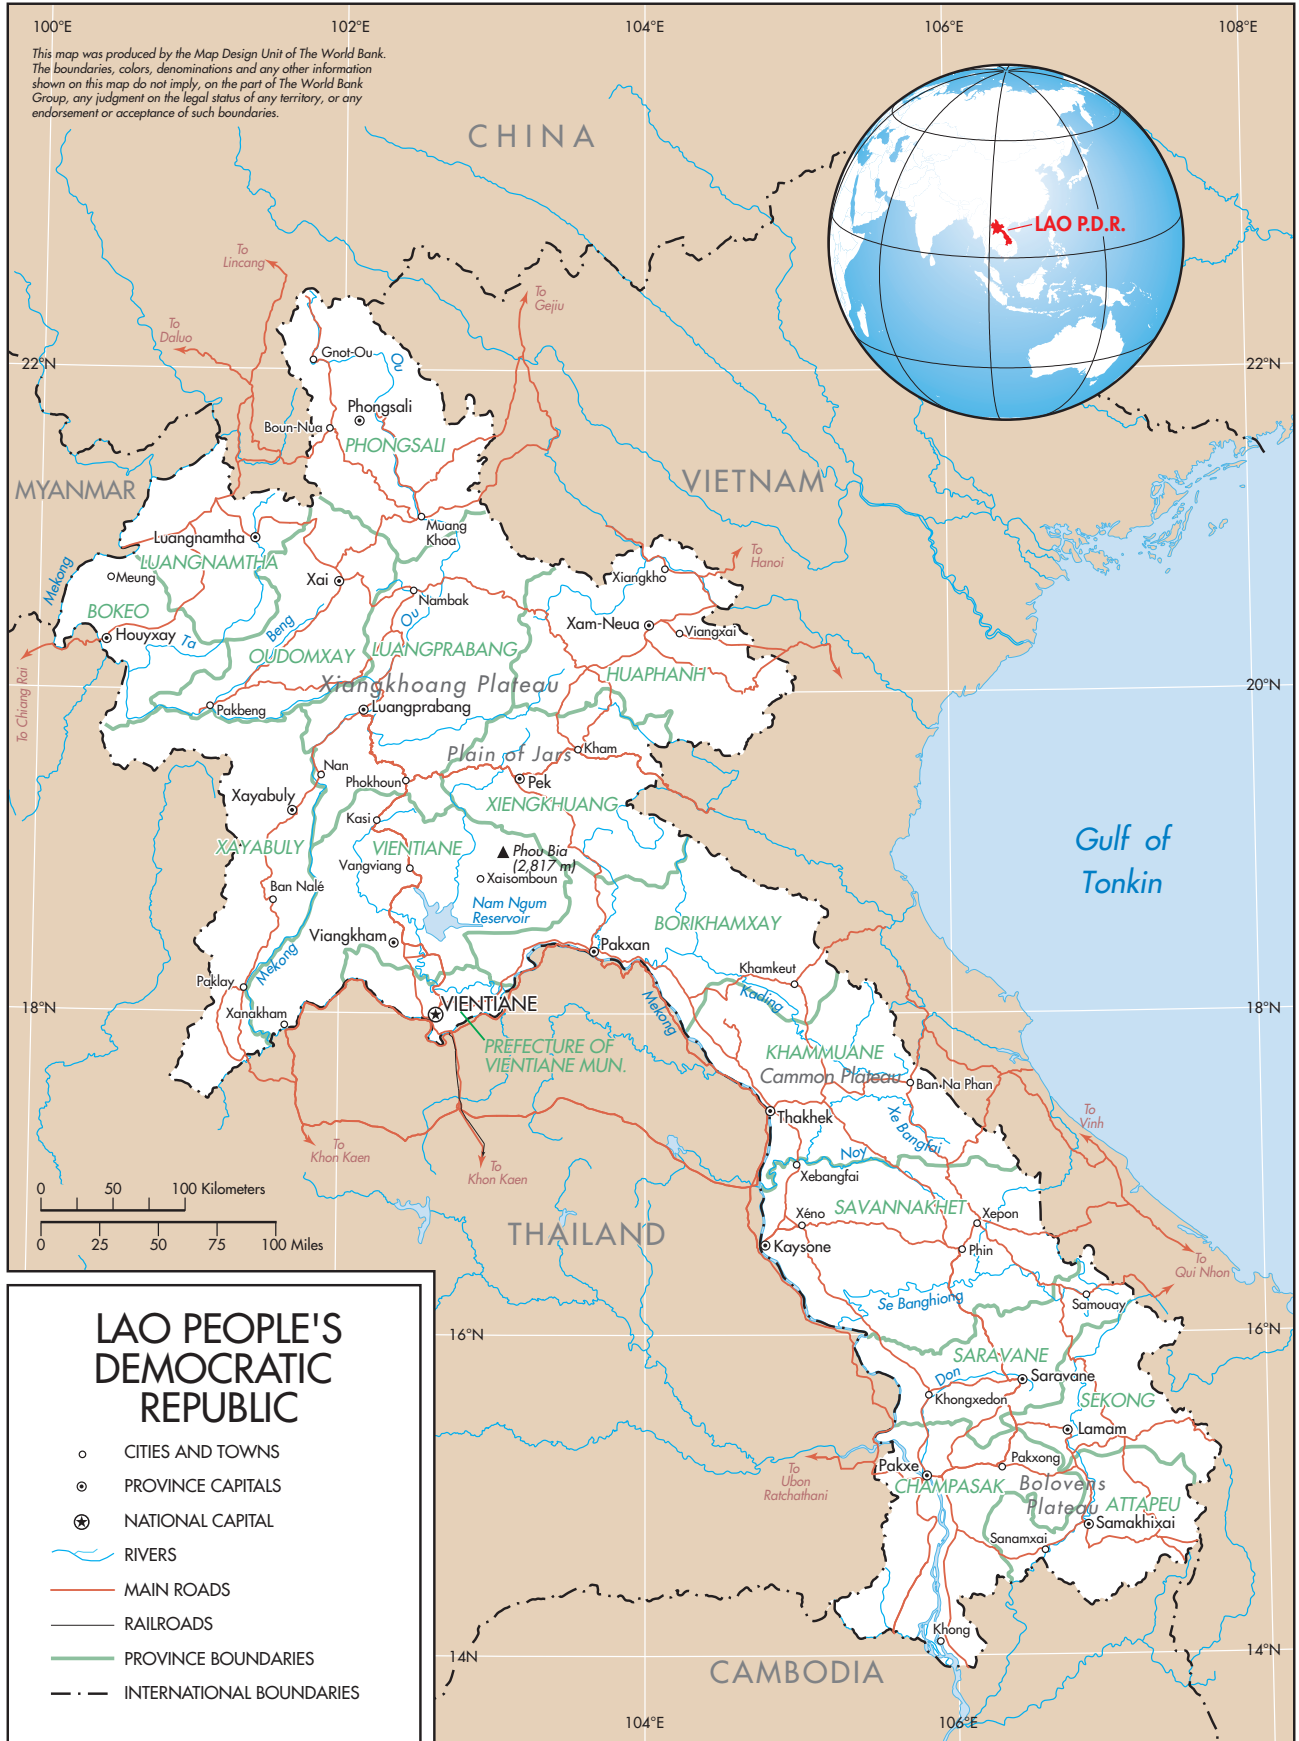 100°E
102°E
104°E
106°E
108°E
This map was produced by the Map Design Unit of The World Bank.
The boundaries, colors, denominations and any other information
shown on this map do not imply, on the part of The World Bank
Group, any judgment on the legal status of any territory, or any
endorsement or acceptance of such boundaries.
CHINA
LAO P.D.R.
To
Lincang
To
Gejiu
To
Daluo
22°N
22°N
Gnot-Ou
Ou
Phongsali
Boun-Nua
PHONGSALI
MYANMAR
VIETNAM
Muang
Khoa
Luangnamtha
LUANGNAMTHA
Mekong
Meung
Xai
Nambak
Xiangkho
To
Hanoi
BOKEO
Houyxay
Ta
Beng
Ou
Xam-Neua
Viangxai
OUDOMXAY
LUANGPRABANG
HUAPHANH
To Chiang Rai
Xiangkhoang Plateau
20°N
Pakbeng
Luangprabang
Plain of Jars
Kham
Nan
Phokhoun
Pek
Xayabuly
XIENGKHUANG
Kasi
XAYABULY
VIENTIANE
Phou Bia
(2,817 m)
Vangviang
Xaisomboun
Gulf of
Tonkin
Ban Nalé
Nam Ngum
Reservoir
BORIKHAMXAY
Viangkham
Pakxan
Mekong
Khamkeut
Paklay
Kading
18°N
Xanakham
VIENTIANE
Mekong
18°N
PREFECTURE OF
VIENTIANE MUN.
KHAMMUANE
Cammon Plateau
Ban Na Phan
Thakhek
Xe Bangfai
To
Vinh
To
Khon Kaen
To
Khon Kaen
Noy
Xebangfai
0
50
100 Kilometers
0
25
50
75
100 Miles
THAILAND
Xéno
SAVANNAKHET
Xepon
Kaysone
Phin
To
Qui Nhon
Se Banghiong
Samouay
16°N
16°N
LAO PEOPLE'S
DEMOCRATIC
REPUBLIC
SARAVANE
Don
Saravane
Khongxedon
SEKONG
Lamam
CITIES AND TOWNS
PROVINCE CAPITALS
NATIONAL CAPITAL
RIVERS
MAIN ROADS
RAILROADS
PROVINCE BOUNDARIES
INTERNATIONAL BOUNDARIES
To
Ubon
Ratchathani
Pakxe
Pakxong
CHAMPASAK
Bolovens
Plateau
ATTAPEU
Samakhixai
Sanamxai
Khong
14°N
14°N
CAMBODIA
104°E
106°E